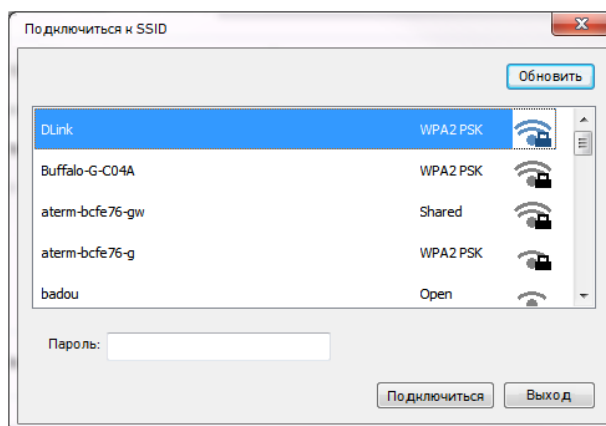 Подключиться к SSID
Обновить
DLink WPA2 PSK
Buffalo-G-C04A WPA2 PSK
aterm-bcfe76-gw Shared
aterm-bcfe76-g WPA2 PSK
badou Open
Пароль:
Подключиться Выход